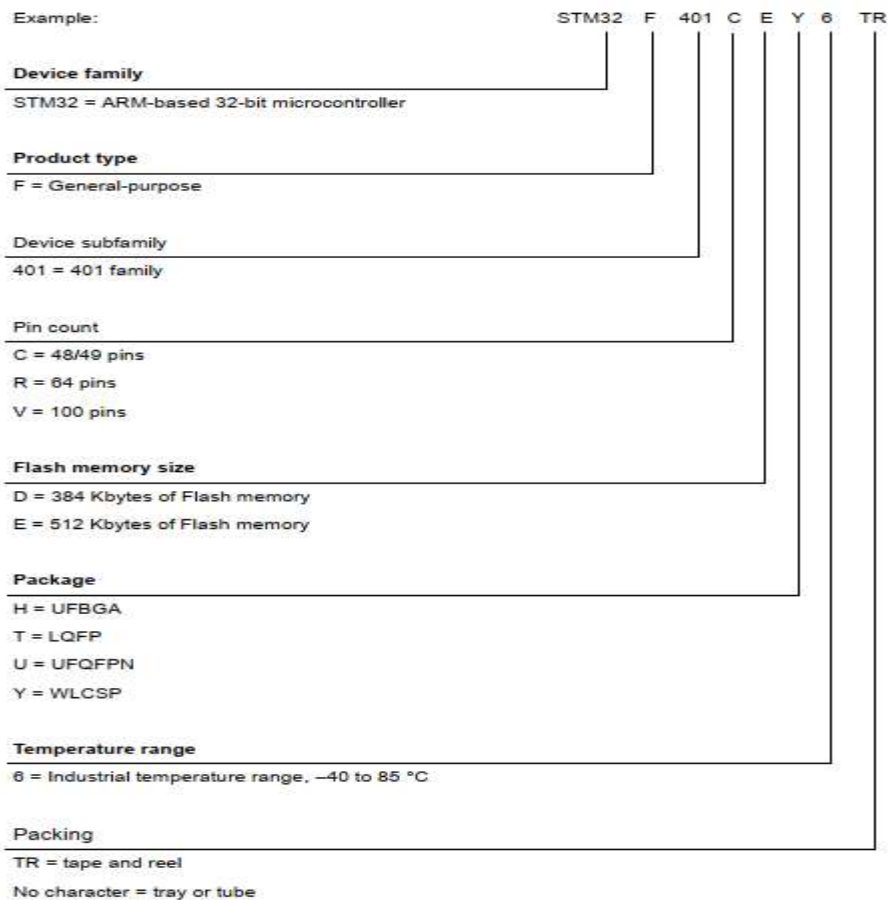 Example: STM32 F 401 C E Y 6 TR
Device family
STM32 = ARM-based 32-bit microcontroller
Product type
F = General-purpose
Device subfamily
401 = 401 family
Pin count
C = 48/49 pins
R = 64 pins
V = 100 pins
Flash memory size
D = 384 Kbytes of Flash memory
E = 512 Kbytes of Flash memory
Package
H = UFBGA
T = LQFP
U = UFQFPN
Y = WLCSP
Temperature range
6 = Industrial temperature range, –40 to 85 °C
Packing
TR = tape and reel
No character = tray or tube